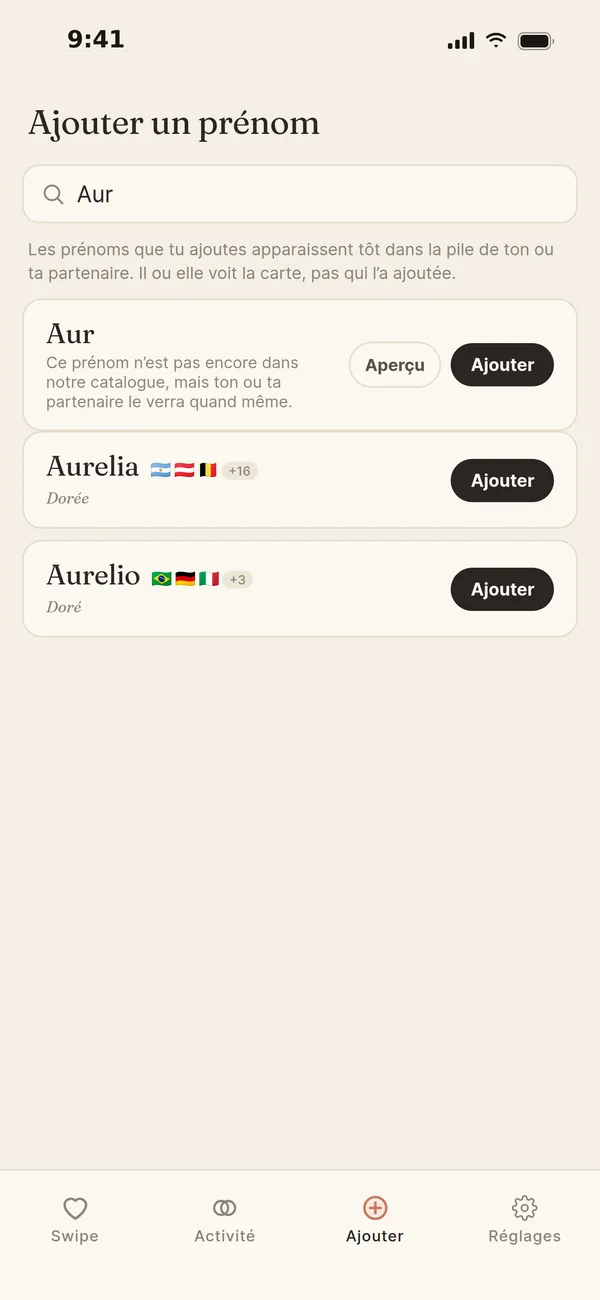 9:41
Ajouter un prénom
Aur
Les prénoms que tu ajoutes apparaissent tôt dans la pile de ton ou
ta partenaire. Il ou elle voit la carte, pas qui l’a ajoutée.
Aur
Ce prénom n’est pas encore dans
notre catalogue, mais ton ou ta
partenaire le verra quand même.
Aperçu
Ajouter
Aurelia +16
Dorée
Ajouter
Aurelio +3
Doré
Ajouter
Swipe
Activité
Ajouter
Réglages